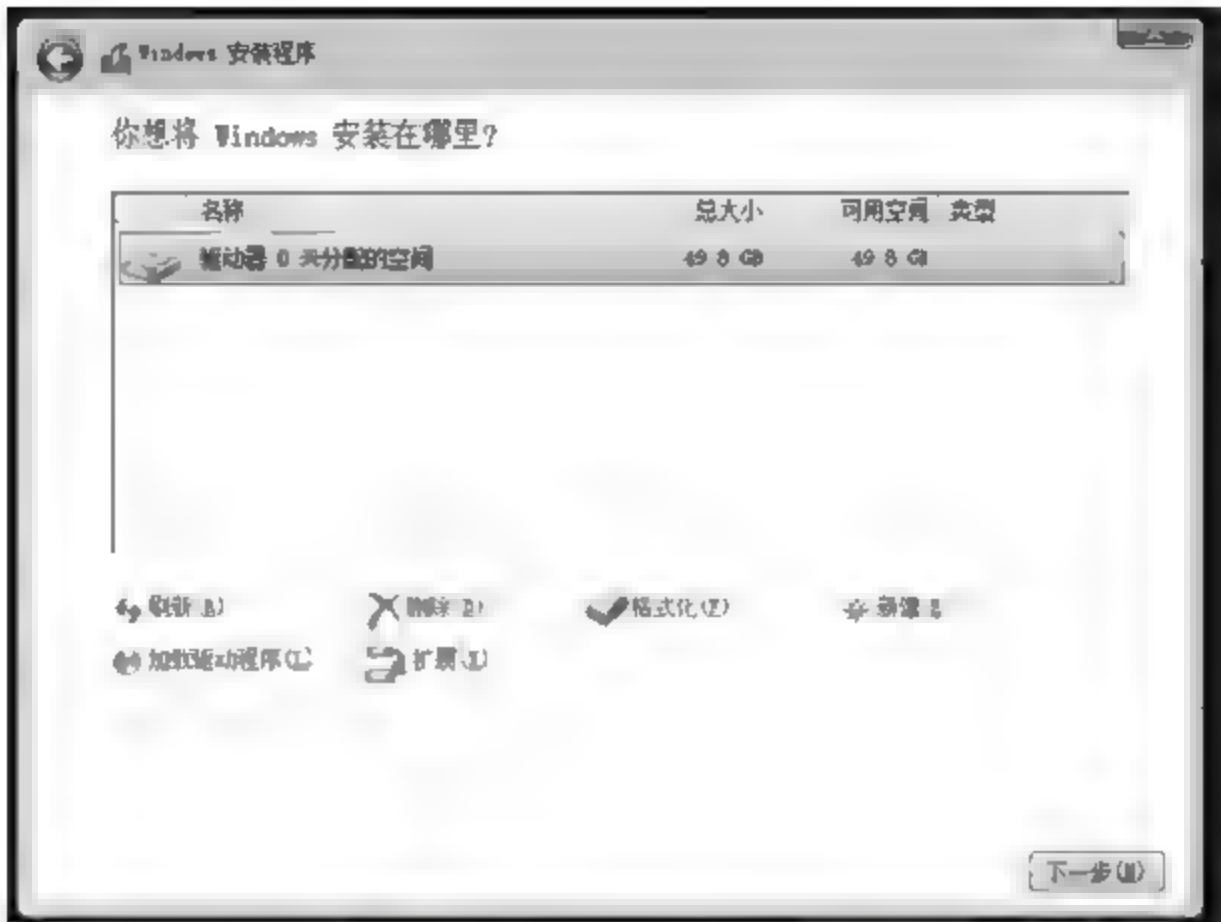 Windows 安装程序
你想将 Windows 安装在哪里?
名称 总大小 可用空间 类型
驱动器 0 未分配的空间 49 8 GB 49 8 GB
刷新 删除 格式化(F) 新建
加载驱动程序(L) 扩展
下一步(N)